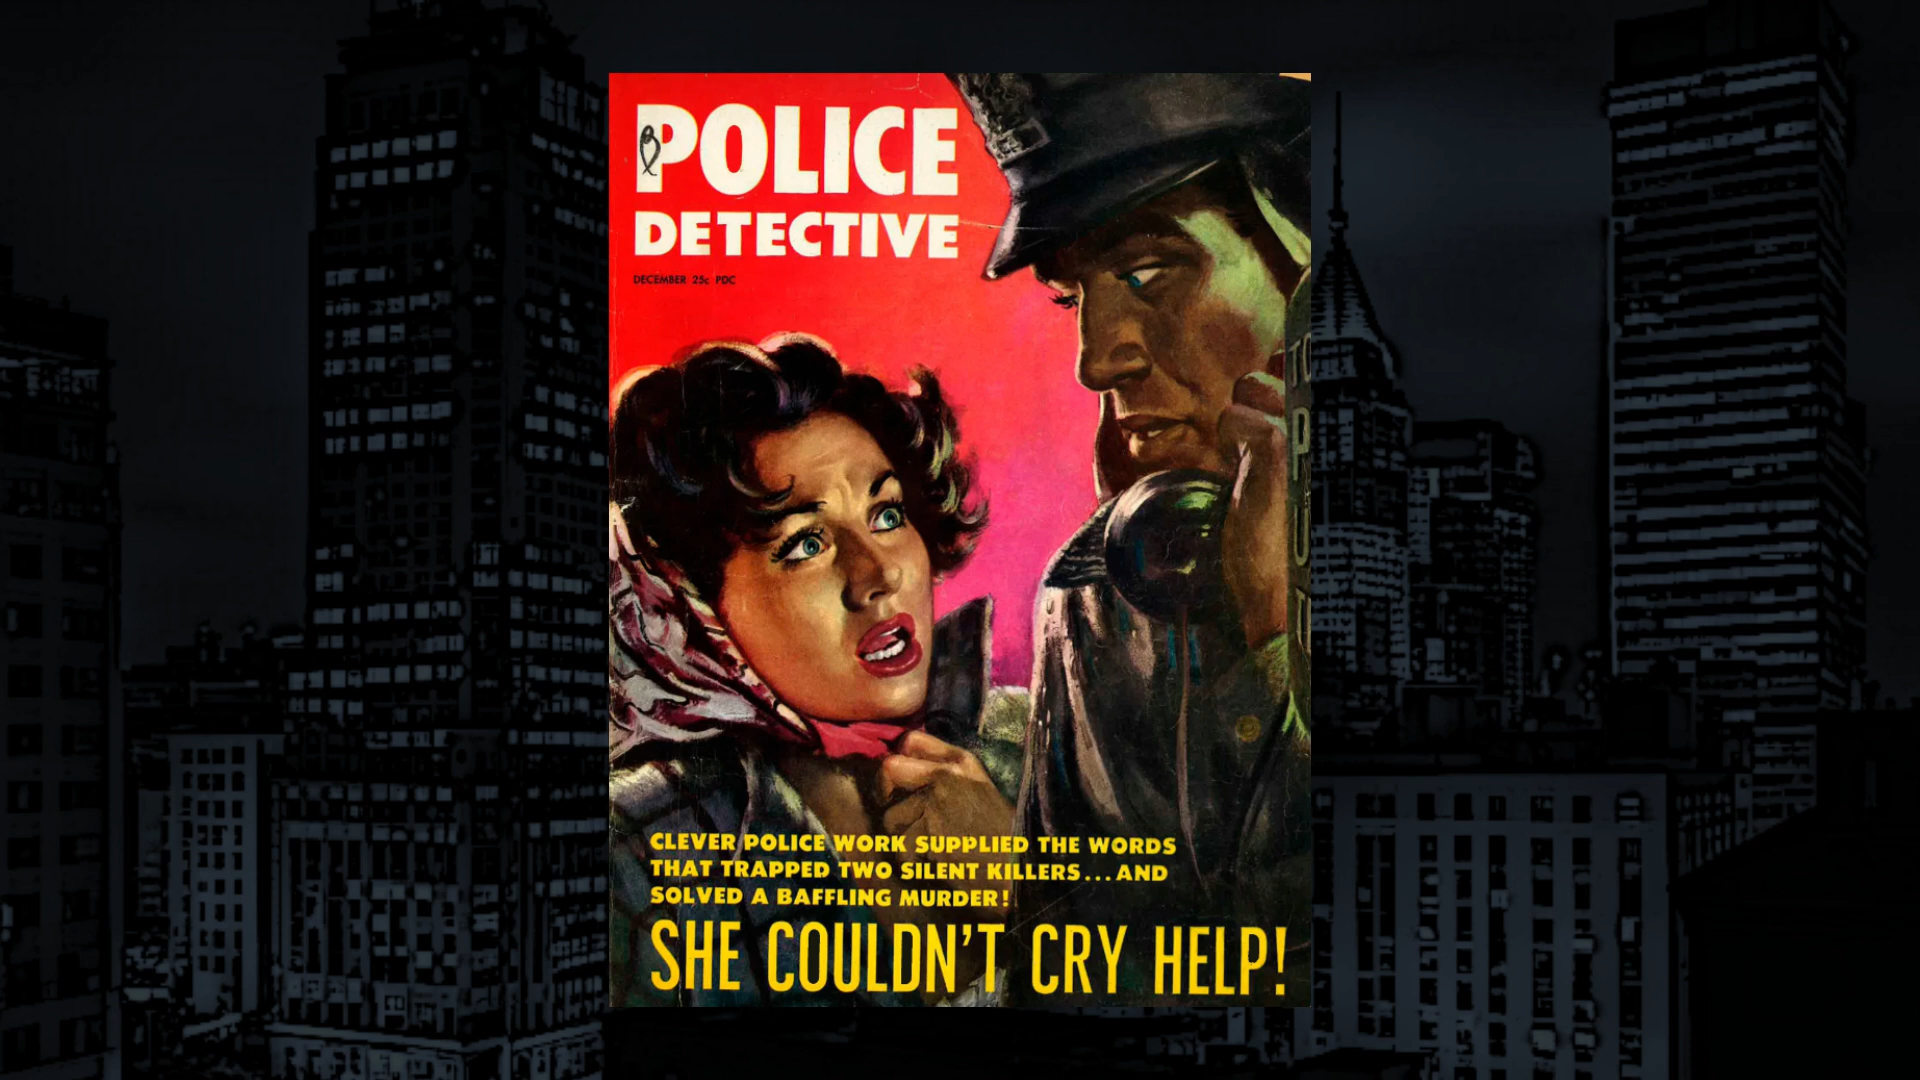 POLICE
DETECTIVE
DECEMBER 25c PDC
CLEVER POLICE WORK SUPPLIED THE WORDS
THAT TRAPPED TWO SILENT KILLERS...AND
SOLVED A BAFFLING MURDER!
SHE COULDN'T CRY HELP!